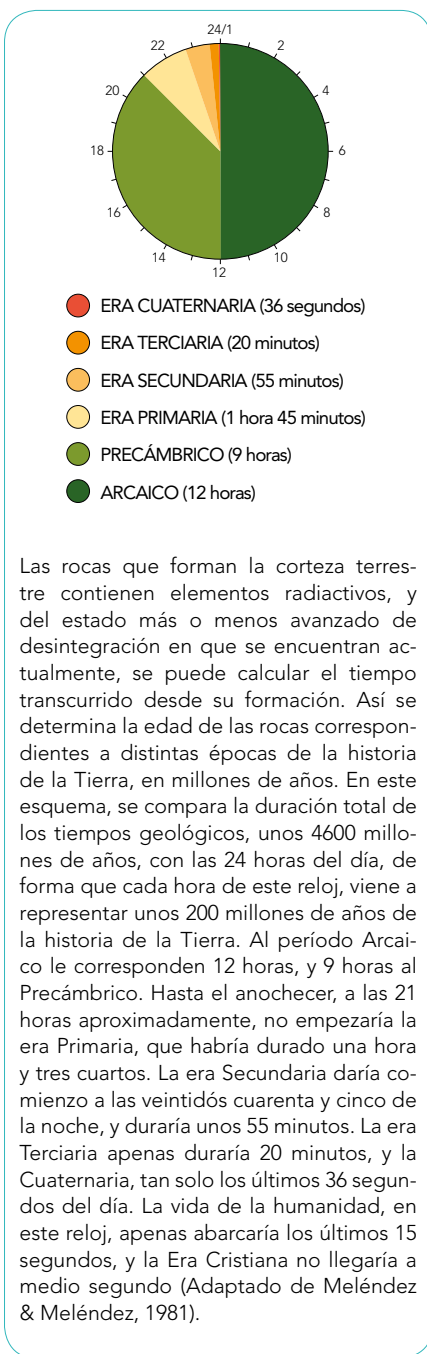 24/1
2
4
6
8
10
12
14
16
18
20
22
ERA CUATERNARIA (36 segundos)
ERA TERCIARIA (20 minutos)
ERA SECUNDARIA (55 minutos)
ERA PRIMARIA (1 hora 45 minutos)
PRECÁMBRICO (9 horas)
ARCAICO (12 horas)
Las rocas que forman la corteza terres-
tre contienen elementos radiactivos, y
del estado más o menos avanzado de
desintegración en que se encuentran ac-
tualmente, se puede calcular el tiempo
transcurrido desde su formación. Así se
determina la edad de las rocas correspon-
dientes a distintas épocas de la historia
de la Tierra, en millones de años. En este
esquema, se compara la duración total de
los tiempos geológicos, unos 4600 millo-
nes de años, con las 24 horas del día, de
forma que cada hora de este reloj, viene a
representar unos 200 millones de años de
la historia de la Tierra. Al período Arcai-
co le corresponden 12 horas, y 9 horas al
Precámbrico. Hasta el anochecer, a las 21
horas aproximadamente, no empezaría la
era Primaria, que habría durado una hora
y tres cuartos. La era Secundaria daría co-
mienzo a las veintidós cuarenta y cinco de
la noche, y duraría unos 55 minutos. La era
Terciaria apenas duraría 20 minutos, y la
Cuaternaria, tan solo los últimos 36 segun-
dos del día. La vida de la humanidad, en
este reloj, apenas abarcaría los últimos 15
segundos, y la Era Cristiana no llegaría a
medio segundo (Adaptado de Meléndez
& Meléndez, 1981).